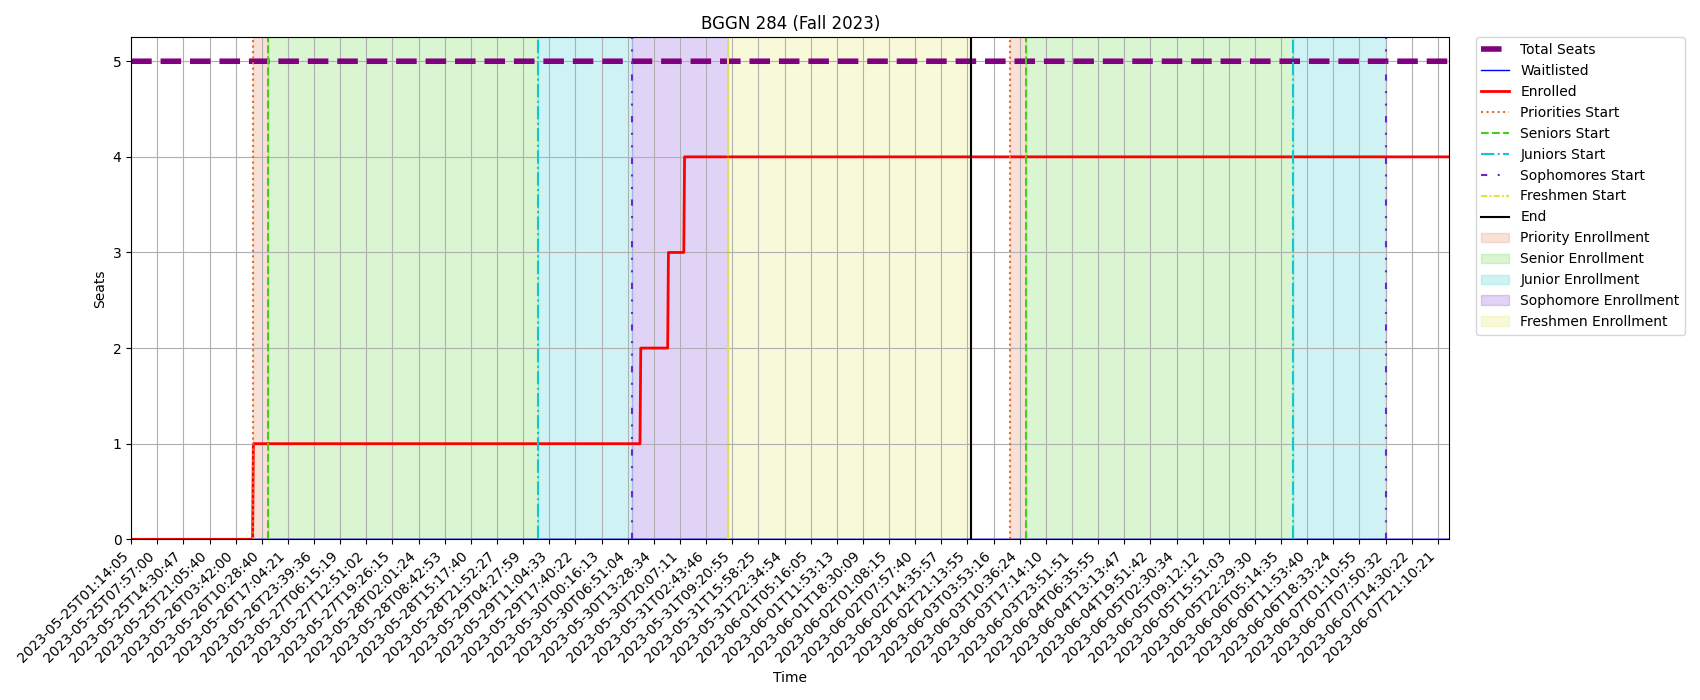 BGGN 284 (Fall 2023)
Seats
5
4
3
2
1
0
2023-05-25T01:14:05
2023-05-25T07:57:00
2023-05-25T14:30:47
2023-05-25T21:05:40
2023-05-26T03:42:00
2023-05-26T10:28:40
2023-05-26T17:04:21
2023-05-26T23:39:36
2023-05-27T06:15:19
2023-05-27T12:51:02
2023-05-27T19:26:15
2023-05-28T02:01:24
2023-05-28T08:42:53
2023-05-28T15:17:40
2023-05-28T21:52:27
2023-05-29T04:27:59
2023-05-29T11:04:33
2023-05-29T17:40:22
2023-05-30T00:16:13
2023-05-30T06:51:04
2023-05-30T13:28:34
2023-05-30T20:07:11
2023-05-31T02:43:46
2023-05-31T09:20:55
2023-05-31T15:58:25
2023-05-31T22:34:54
2023-06-01T05:16:05
2023-06-01T11:53:13
2023-06-01T18:30:09
2023-06-02T01:08:15
2023-06-02T07:57:40
2023-06-02T14:35:57
2023-06-02T21:13:55
2023-06-03T03:53:16
2023-06-03T10:36:24
2023-06-03T17:14:10
2023-06-03T23:51:51
2023-06-04T06:35:55
2023-06-04T13:13:47
2023-06-04T19:51:42
2023-06-05T02:30:34
2023-06-05T09:12:12
2023-06-05T15:51:03
2023-06-05T22:29:30
2023-06-06T05:14:35
2023-06-06T11:53:40
2023-06-06T18:33:24
2023-06-07T01:10:55
2023-06-07T07:50:32
2023-06-07T14:30:22
2023-06-07T21:10:21
Time
Total Seats
Waitlisted
Enrolled
Priorities Start
Seniors Start
Juniors Start
Sophomores Start
Freshmen Start
End
Priority Enrollment
Senior Enrollment
Junior Enrollment
Sophomore Enrollment
Freshmen Enrollment